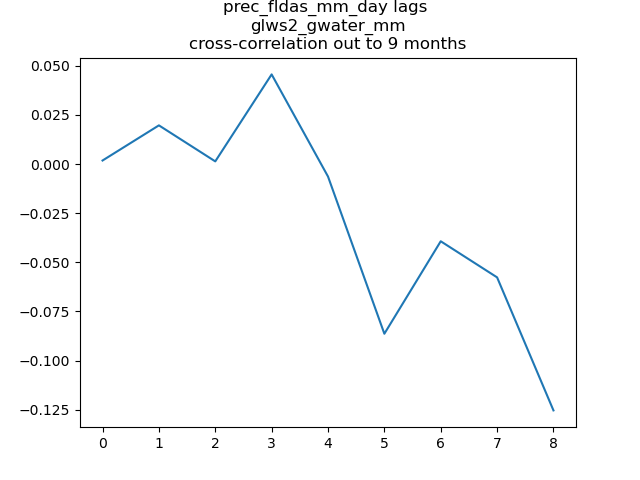 prec_fldas_mm_day lags
glws2_gwater_mm
cross-correlation out to 9 months
0.050
0.025
0.000
−0.025
−0.050
−0.075
−0.100
−0.125
0 1 2 3 4 5 6 7 8